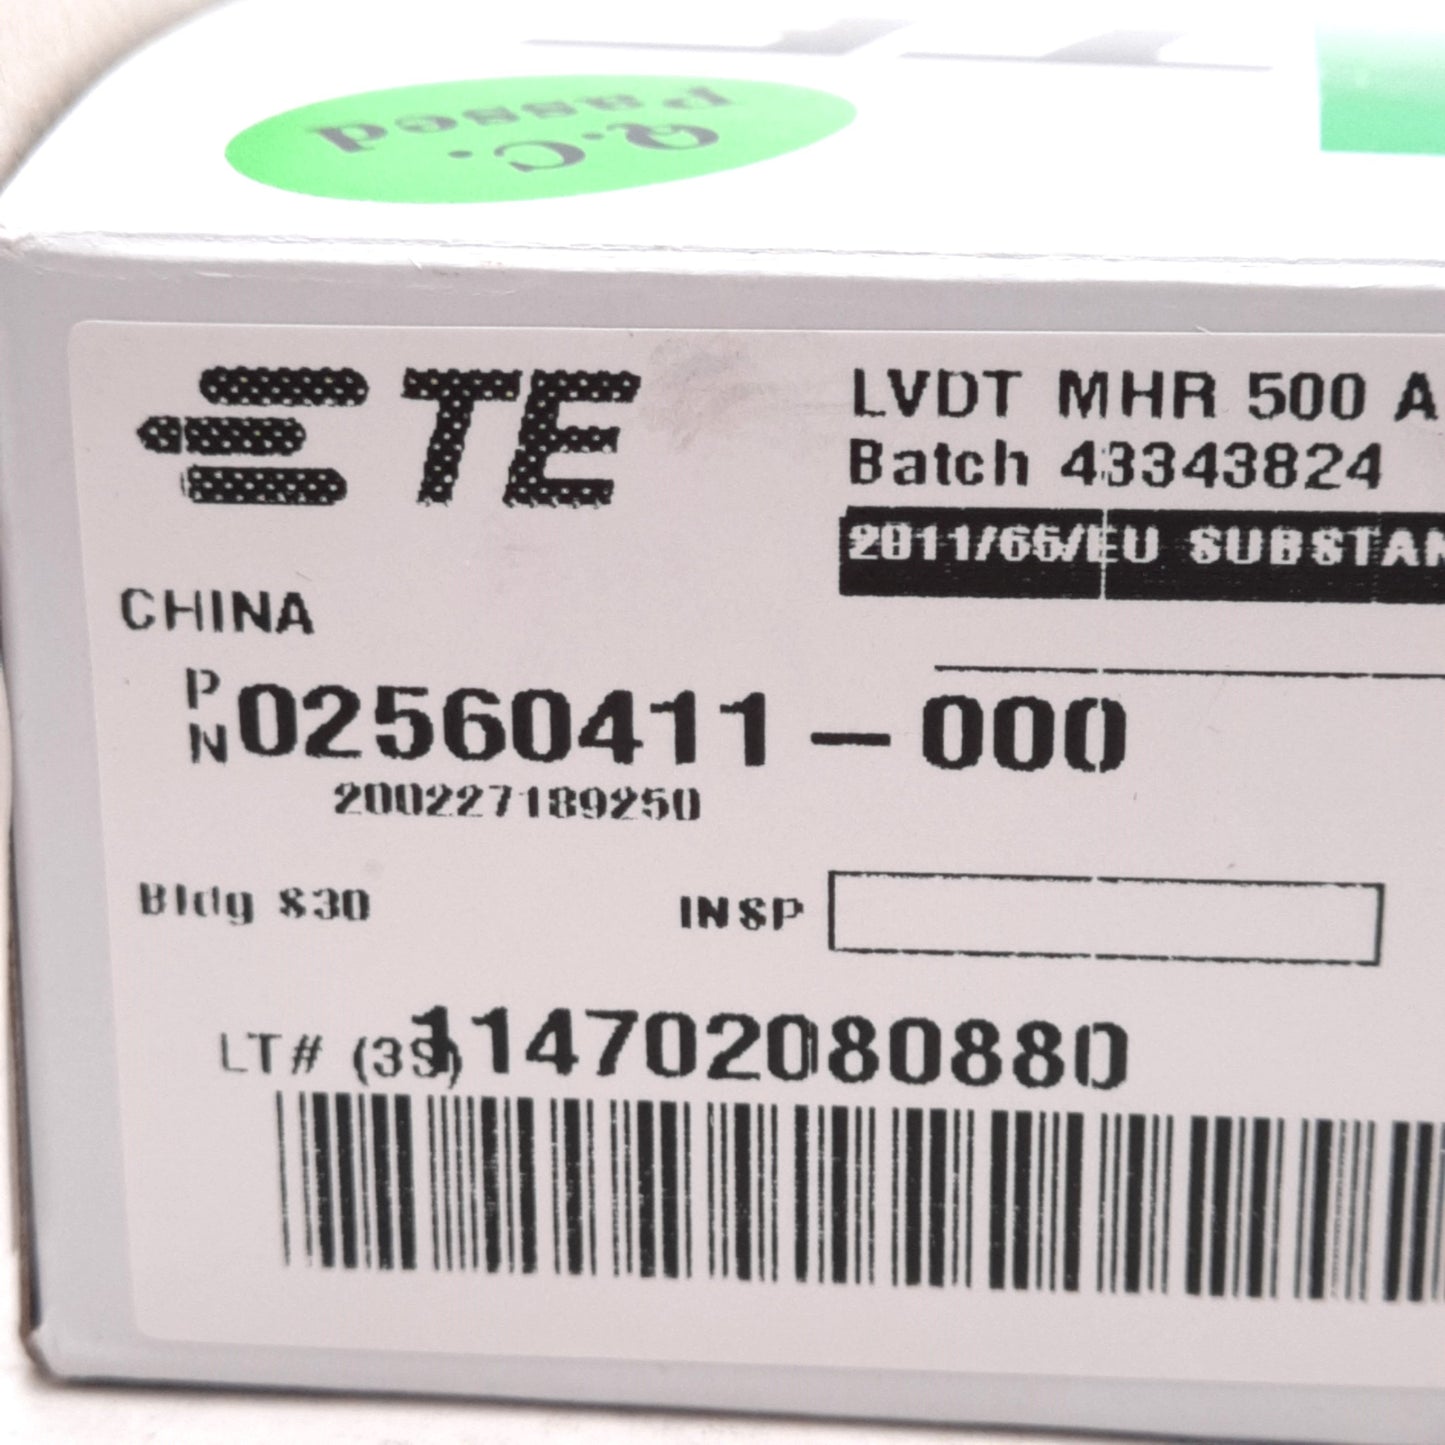 Q.C.
Passed
TE
LVDT MHR 500 A
Batch 43343824
2011/65/EU SUBSTAN
CHINA
PN 02560411-000
200227189250
Bldg S30
INSP
LT# (3S) 114702080880